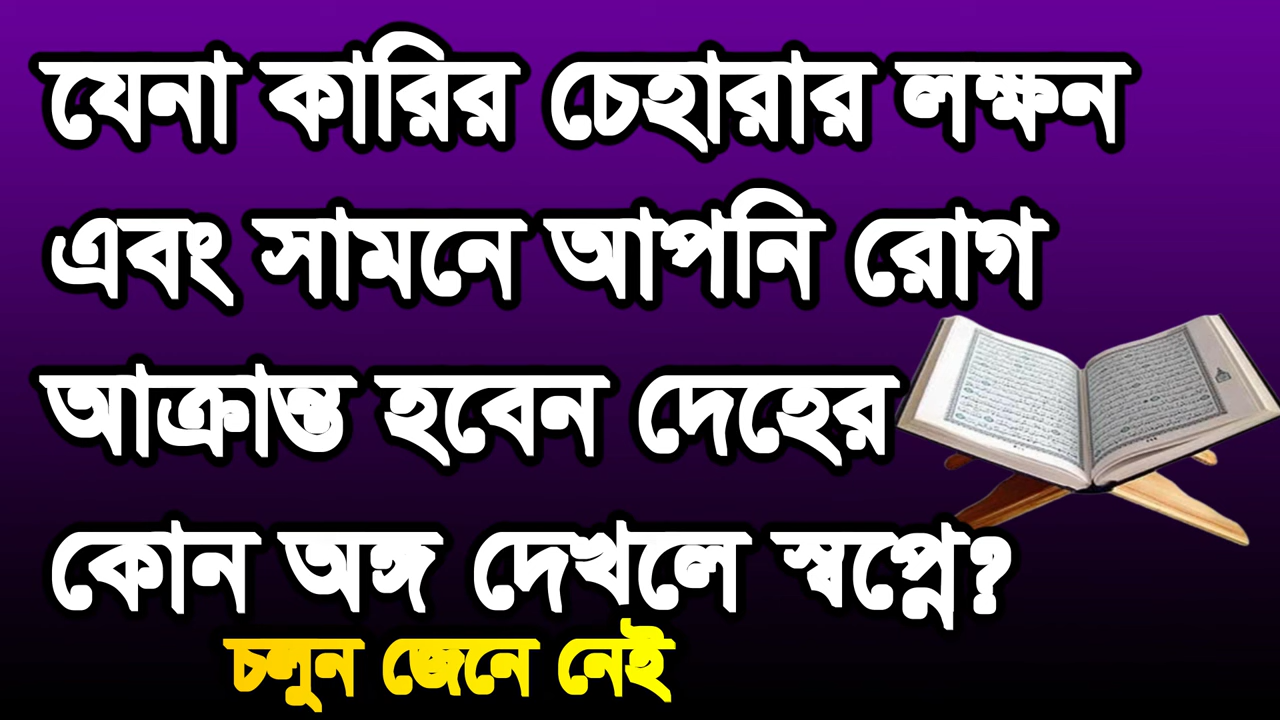 যেনা কারির চেহারার লক্ষন
এবং সামনে আপনি রোগ
আক্রান্ত হবেন দেহের
কোন অঙ্গ দেখলে স্বপ্নে?
চলুন জেনে নেই